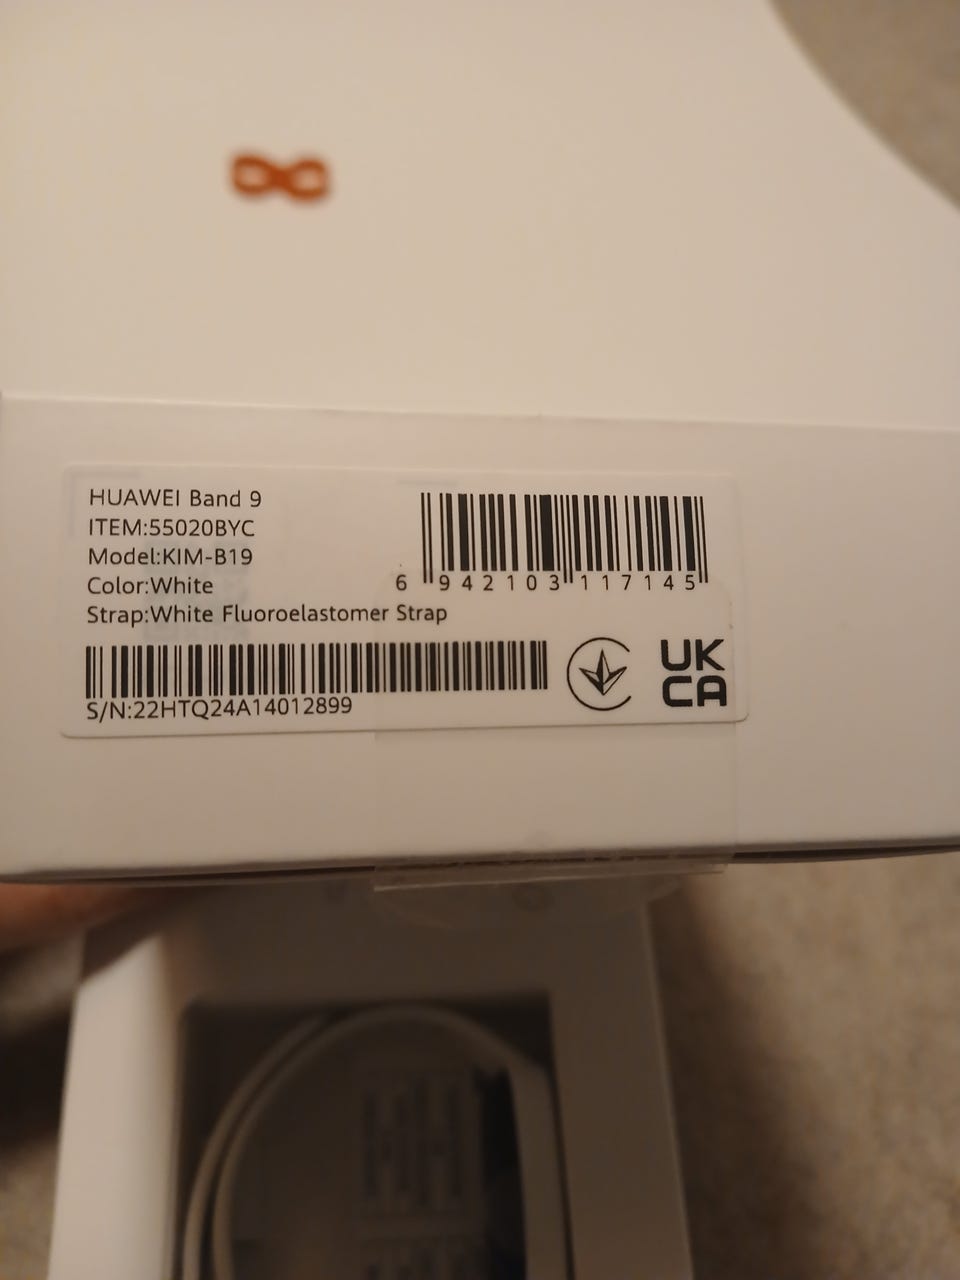 HUAWEI Band 9
ITEM:55020BYC
Model:KIM-B19
Color:White
Strap:White Fluoroelastomer Strap
6 942103 117145
S/N:22HTQ24A14012899
UK
CA